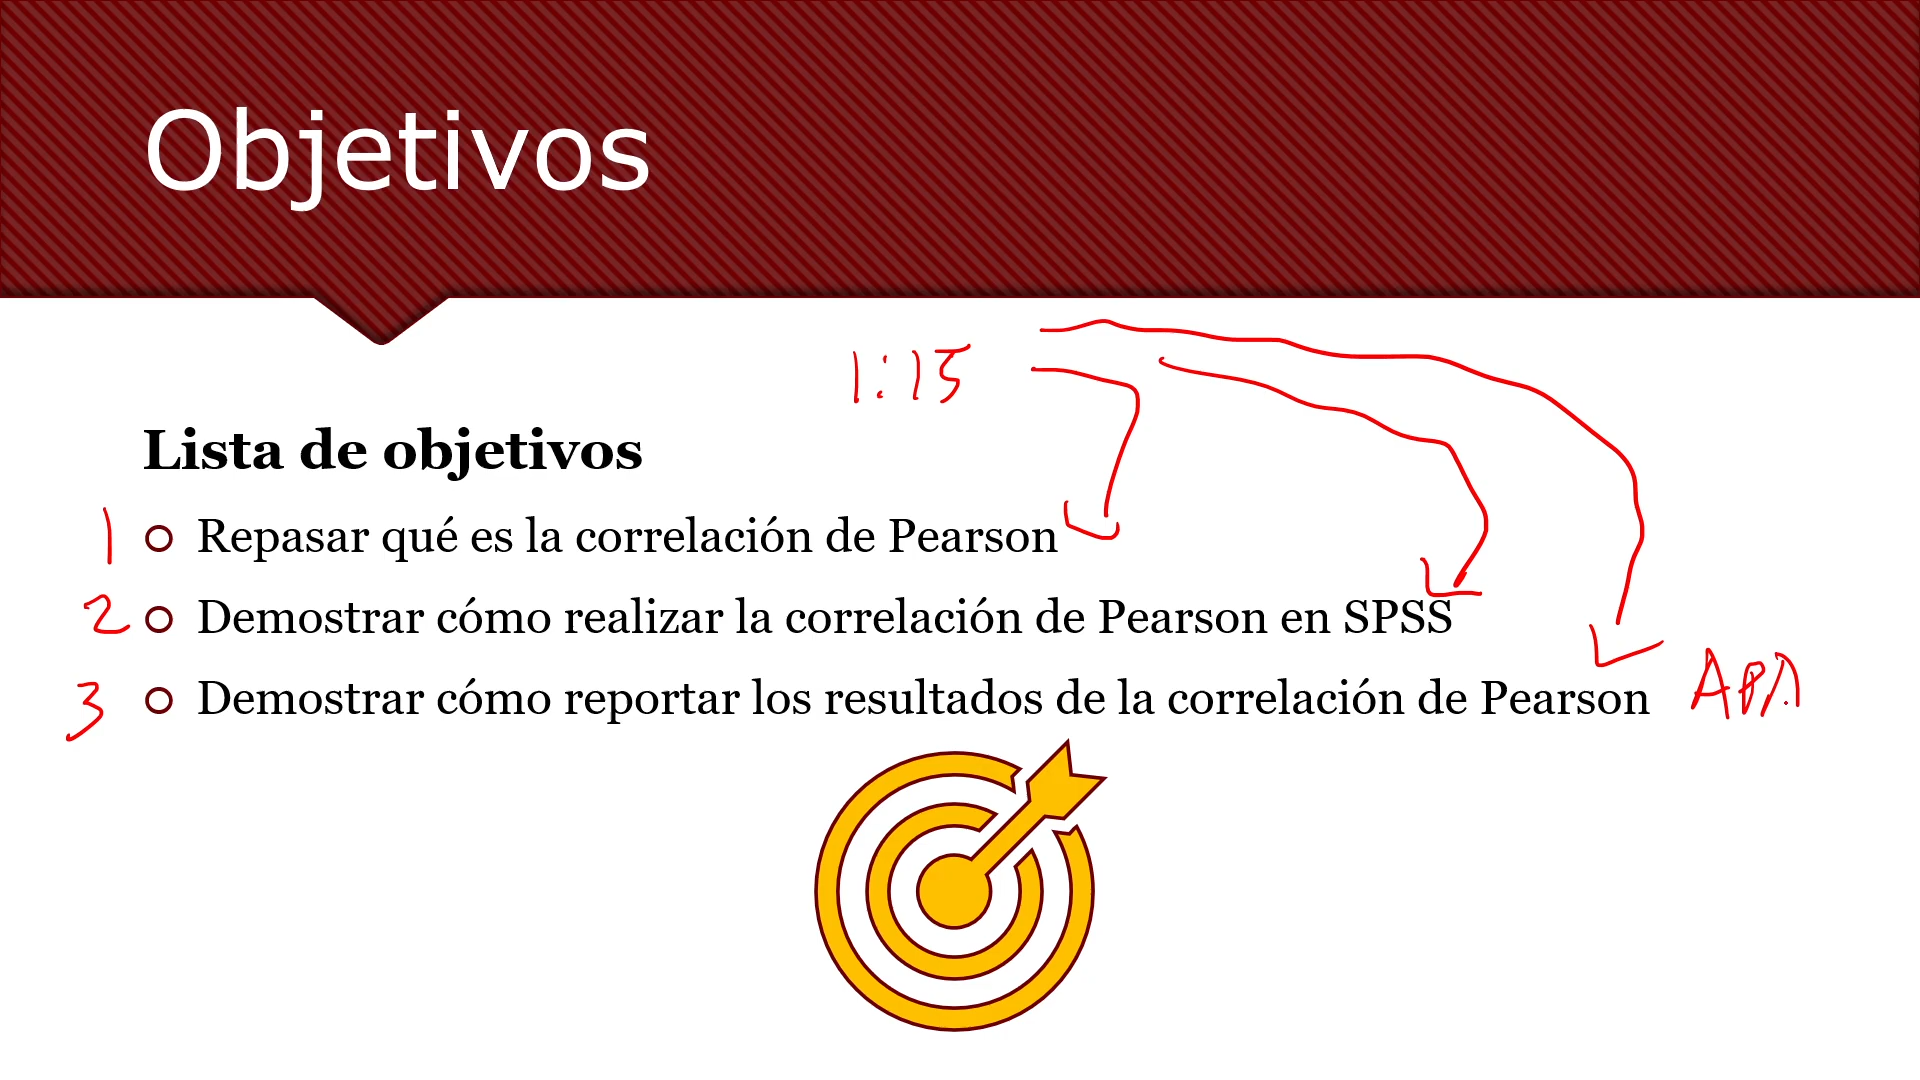 Objetivos
1:15
Lista de objetivos
1 Repasar qué es la correlación de Pearson
2 Demostrar cómo realizar la correlación de Pearson en SPSS
3 Demostrar cómo reportar los resultados de la correlación de Pearson APA